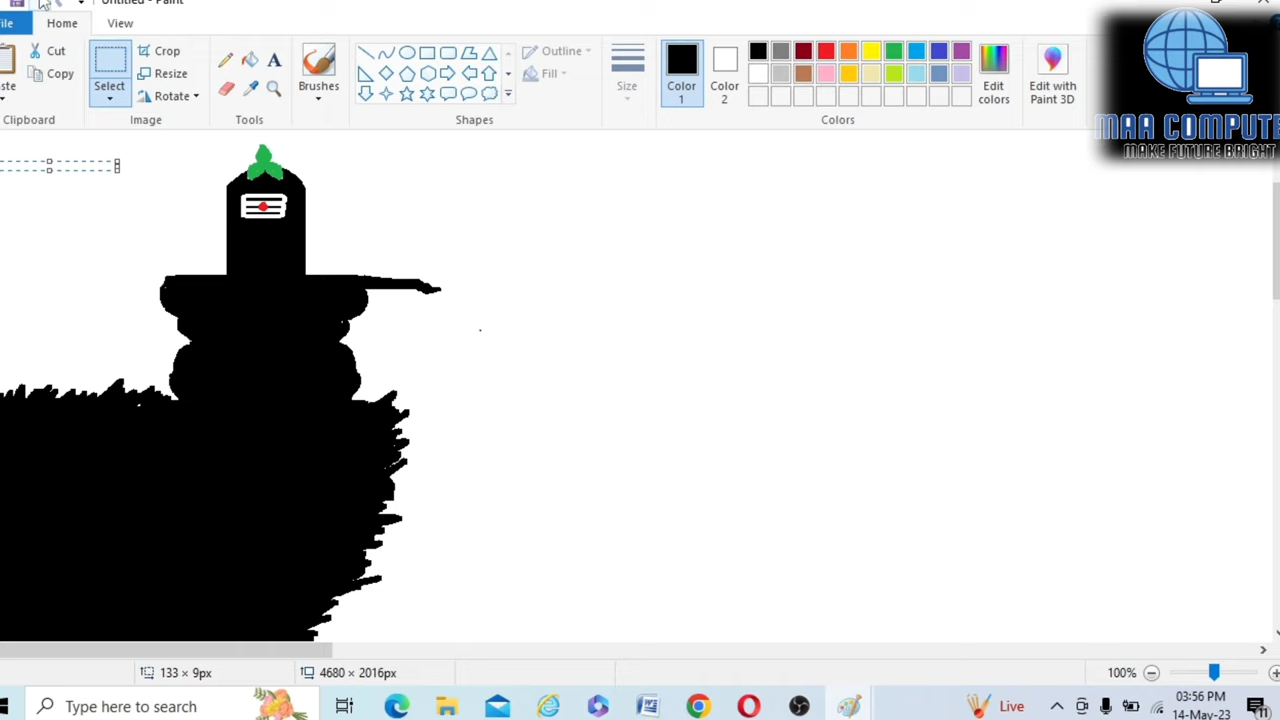 Untitled - Paint
File
Home
View
Cut
Copy
Paste
Clipboard
Select
Crop
Resize
Rotate
Image
A
Tools
Brushes
Shapes
Outline
Fill
Size
Color 1
Color 2
Edit colors
Edit with Paint 3D
Colors
MAA COMPUTE
MAKE FUTURE BRIGHT
133 × 9px
4680 × 2016px
100%
Type here to search
Live
03:56 PM
14-May-23
11